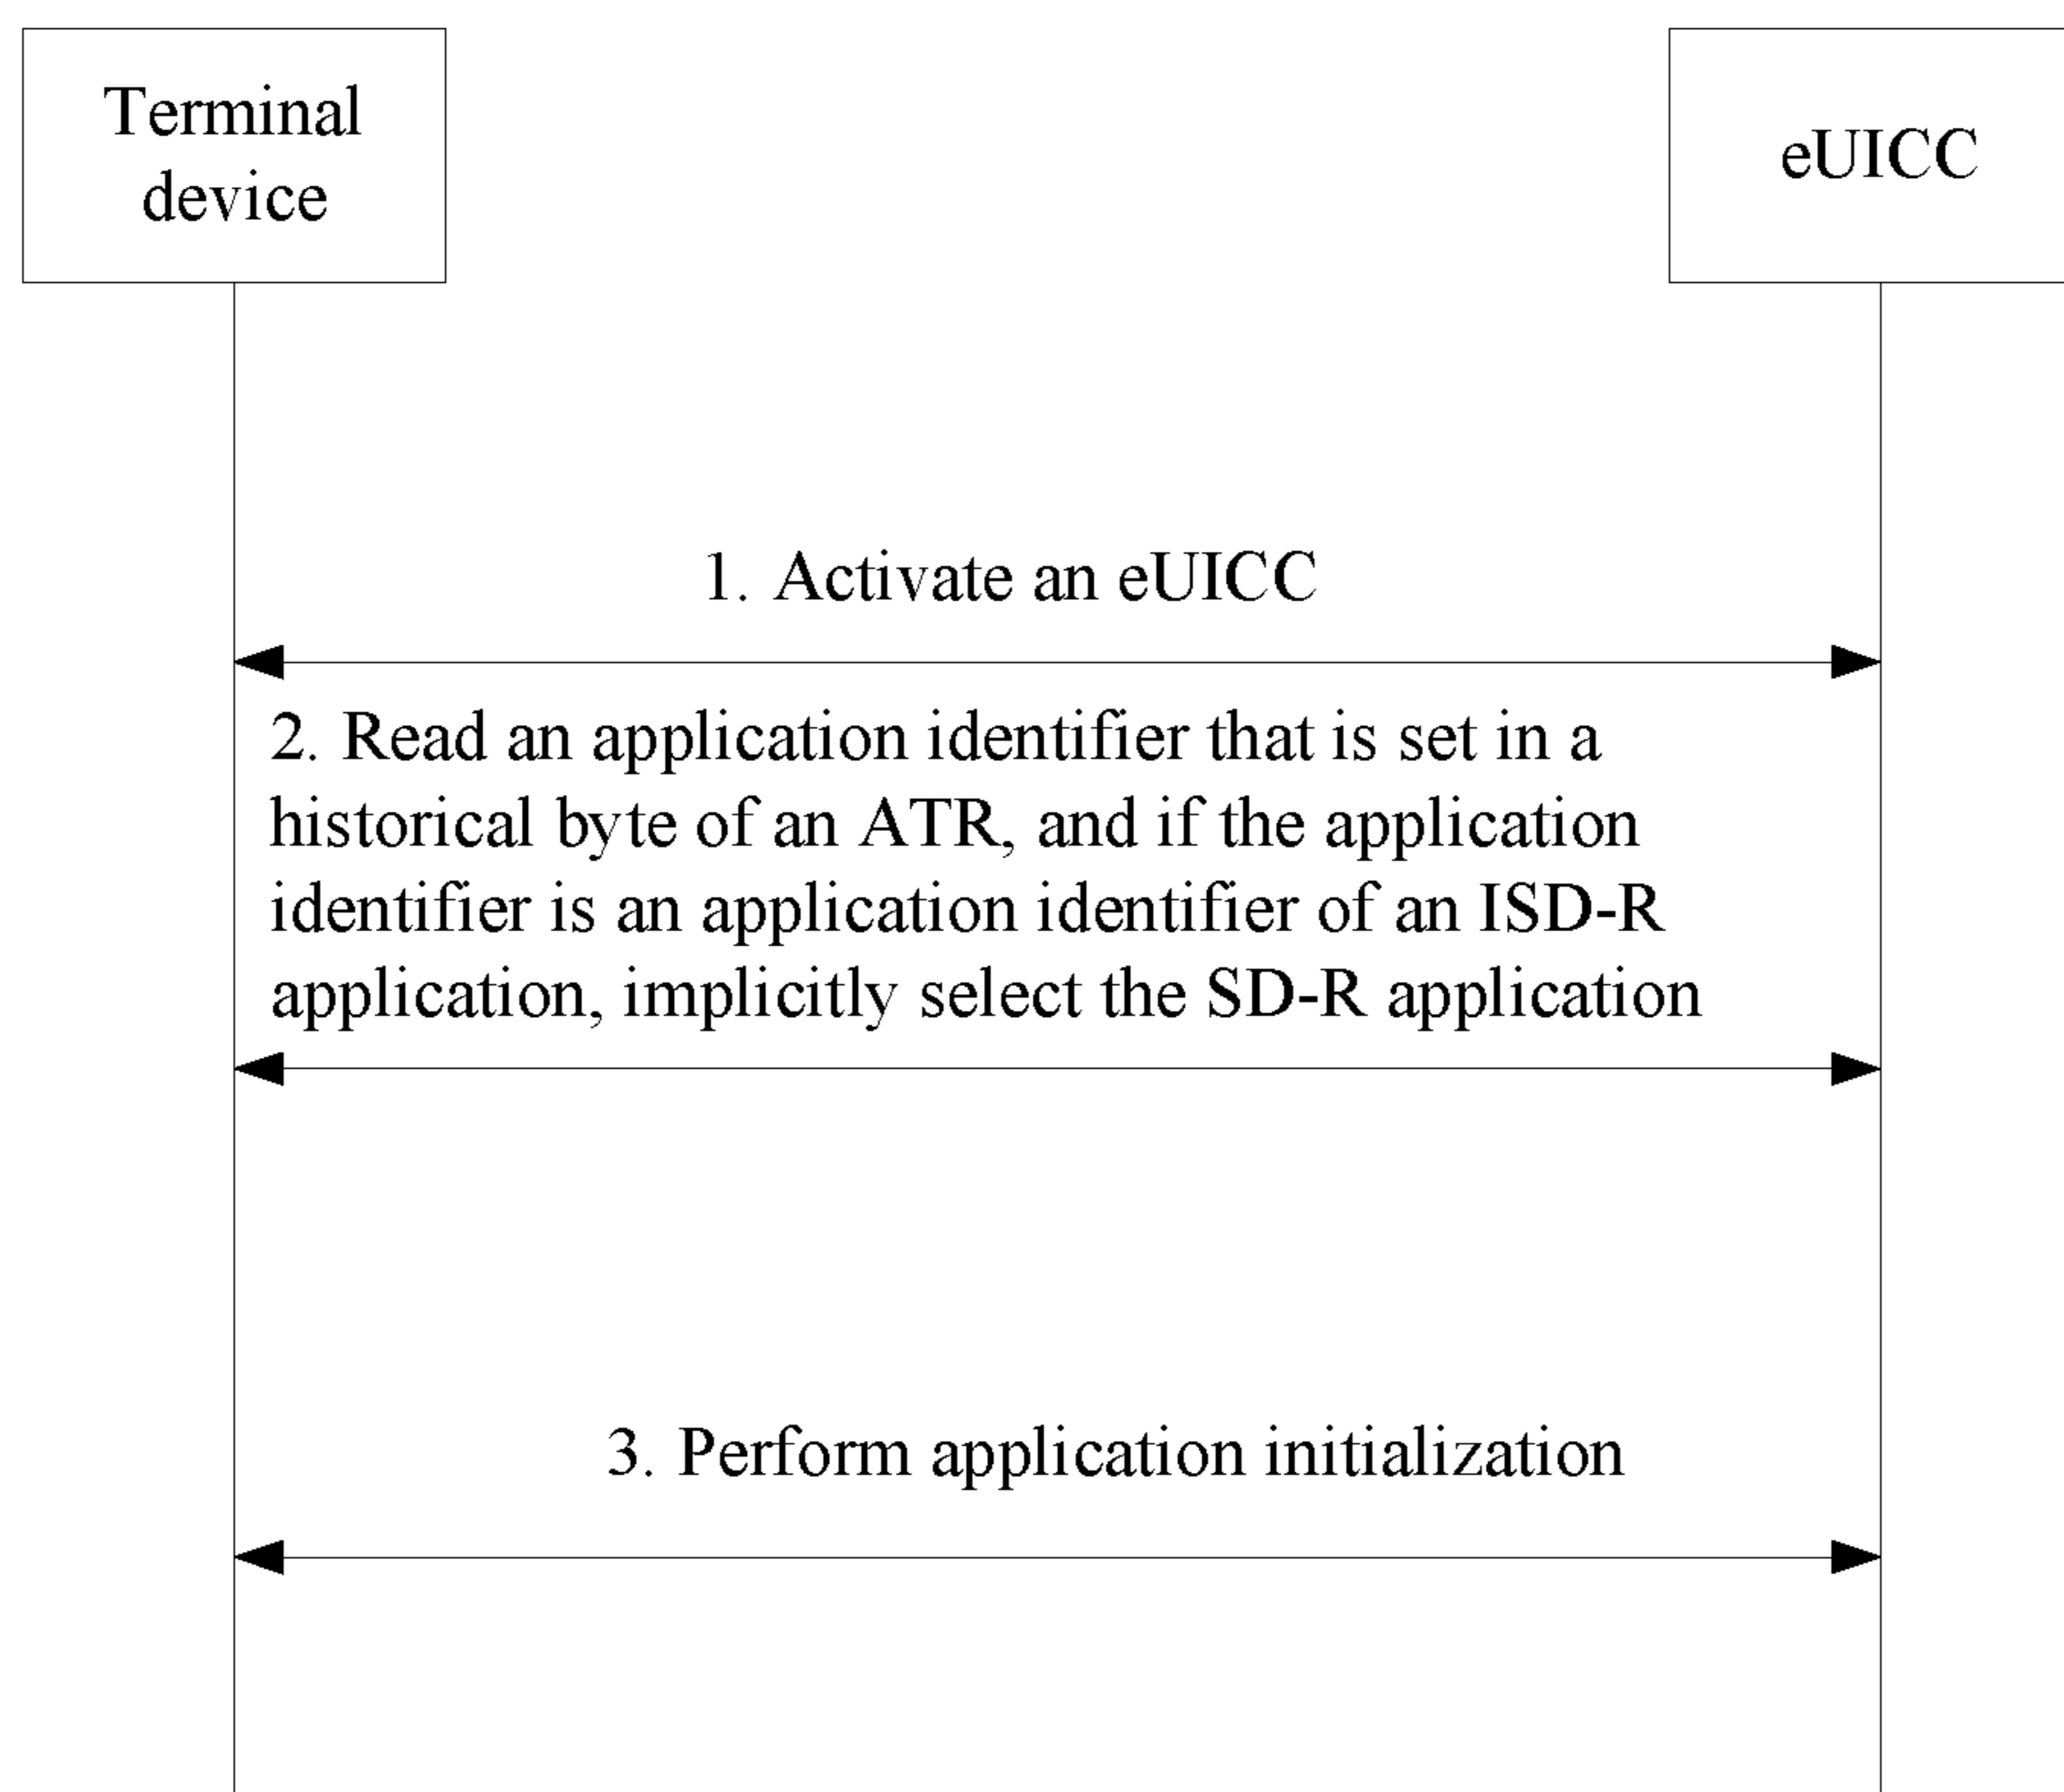 Terminal
device
eUICC
1. Activate an eUICC
2. Read an application identifier that is set in a
historical byte of an ATR, and if the application
identifier is an application identifier of an ISD-R
application, implicitly select the SD-R application
3. Perform application initialization